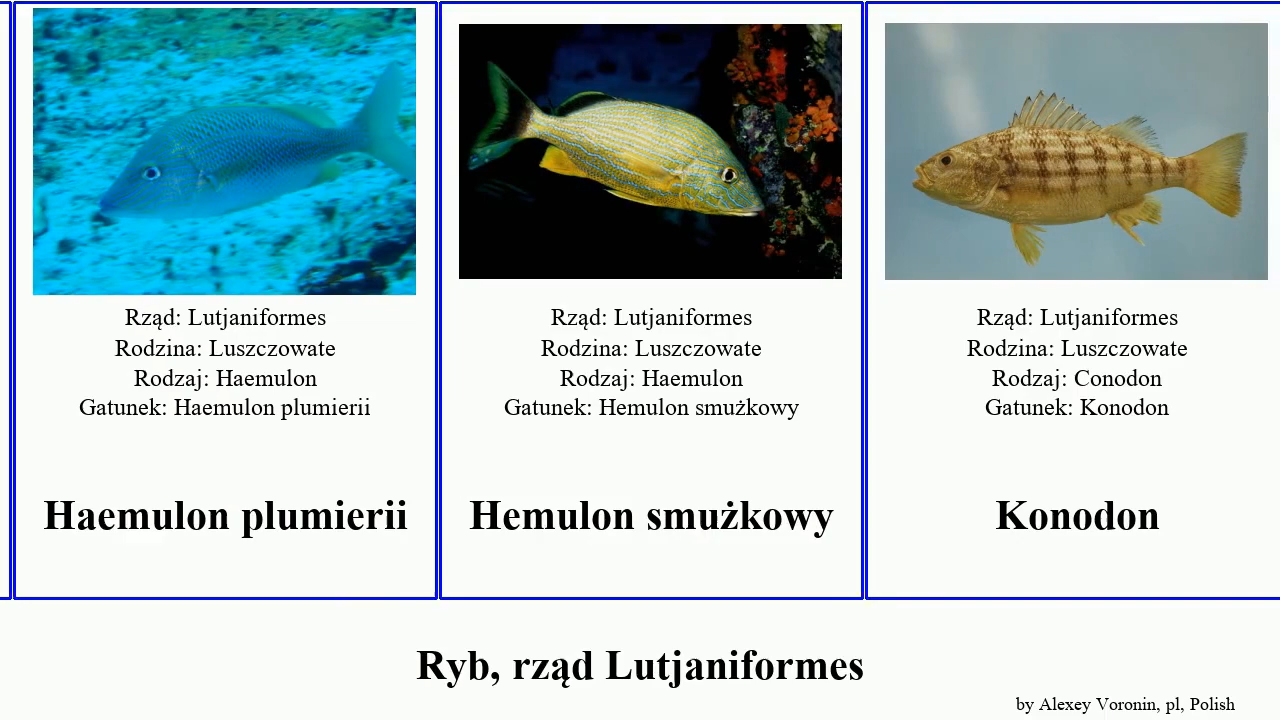 Rząd: Lutjaniformes
Rodzina: Luszczowate
Rodzaj: Haemulon
Gatunek: Haemulon plumierii
Haemulon plumierii
Rząd: Lutjaniformes
Rodzina: Luszczowate
Rodzaj: Haemulon
Gatunek: Hemulon smużkowy
Hemulon smużkowy
Rząd: Lutjaniformes
Rodzina: Luszczowate
Rodzaj: Conodon
Gatunek: Konodon
Konodon
Ryb, rząd Lutjaniformes
by Alexey Voronin, pl, Polish